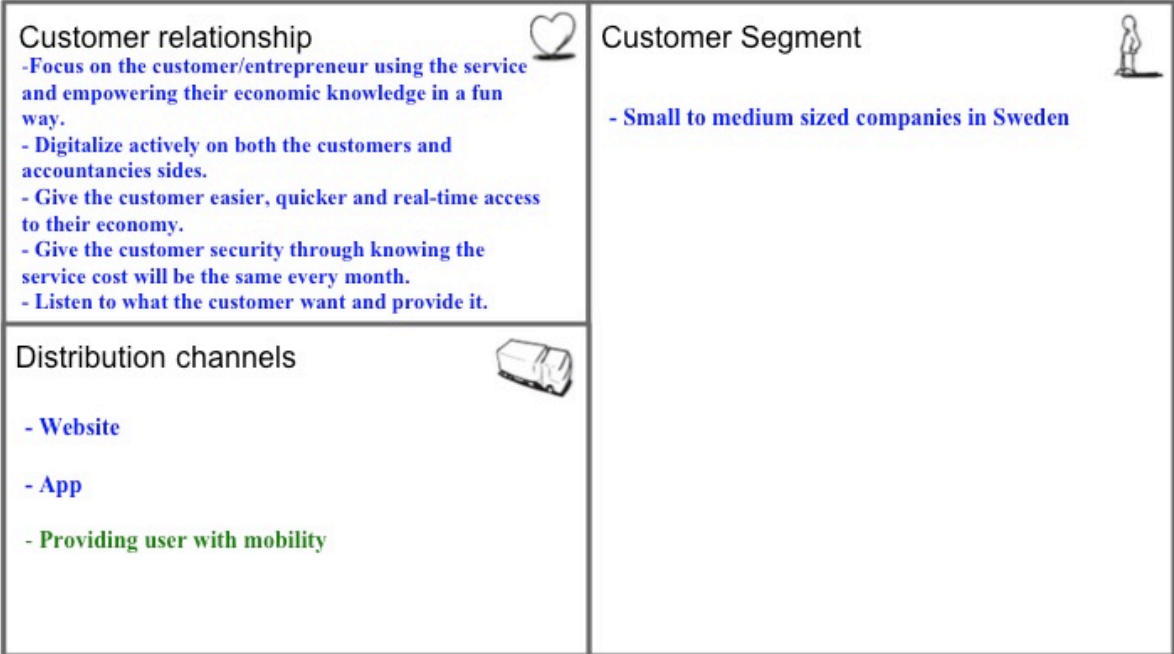 Customer relationship
-Focus on the customer/entrepreneur using the service
and empowering their economic knowledge in a fun
way.
- Digitalize actively on both the customers and
accountancies sides.
- Give the customer easier, quicker and real-time access
to their economy.
- Give the customer security through knowing the
service cost will be the same every month.
- Listen to what the customer want and provide it.
Distribution channels
- Website
- App
- Providing user with mobility
Customer Segment
- Small to medium sized companies in Sweden